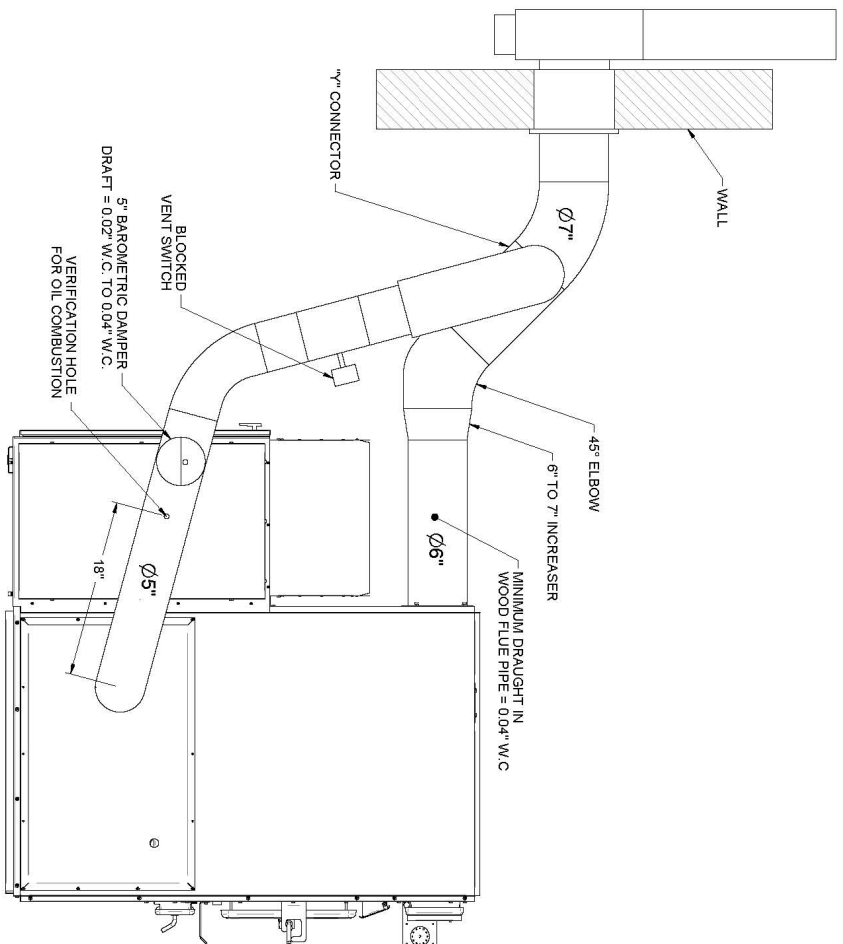 WALL
"Y" CONNECTOR
Ø7"
45° ELBOW
6" TO 7" INCREASER
BLOCKED
VENT SWITCH
MINIMUM DRAUGHT IN
WOOD FLUE PIPE = 0.04" W.C
Ø6"
5" BAROMETRIC DAMPER
DRAFT = 0.02" W.C. TO 0.04" W.C.
VERIFICATION HOLE
FOR OIL COMBUSTION
18"
Ø5"